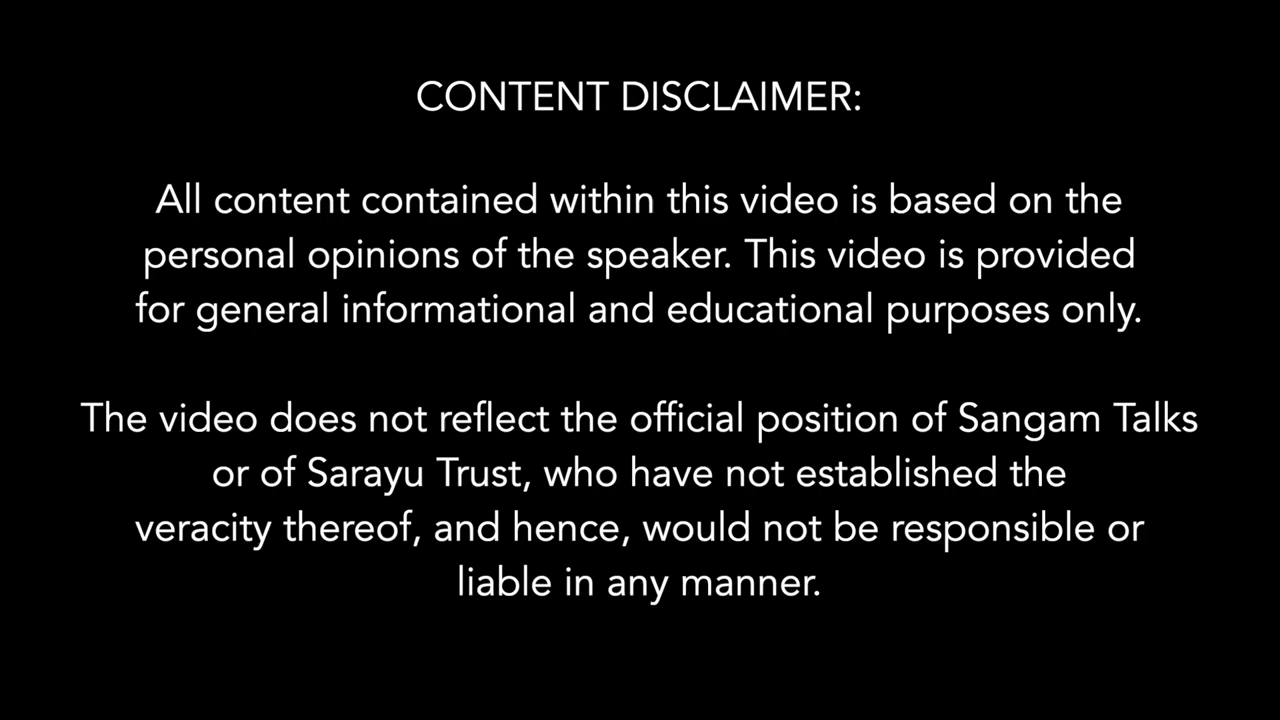 CONTENT DISCLAIMER:
All content contained within this video is based on the
personal opinions of the speaker. This video is provided
for general informational and educational purposes only.
The video does not reflect the official position of Sangam Talks
or of Sarayu Trust, who have not established the
veracity thereof, and hence, would not be responsible or
liable in any manner.